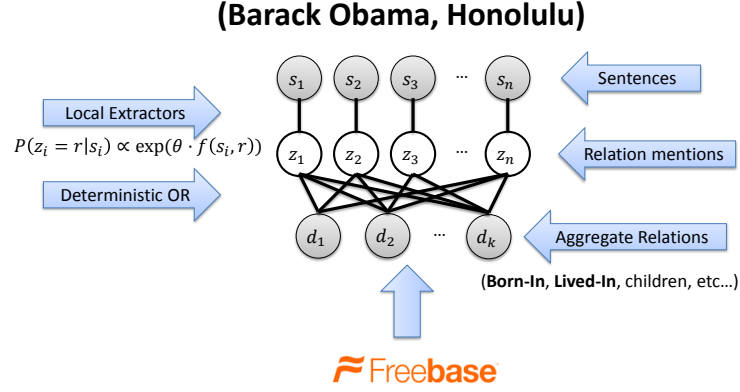 (Barack Obama, Honolulu)
s₁ s₂ s₃ ... sₙ
Sentences
Local Extractors
P(zᵢ = r|sᵢ) ∝ exp(θ · f(sᵢ, r))
z₁ z₂ z₃ ... zₙ
Relation mentions
Deterministic OR
d₁ d₂ ... dₖ
Aggregate Relations
(Born-In, Lived-In, children, etc...)
Freebase